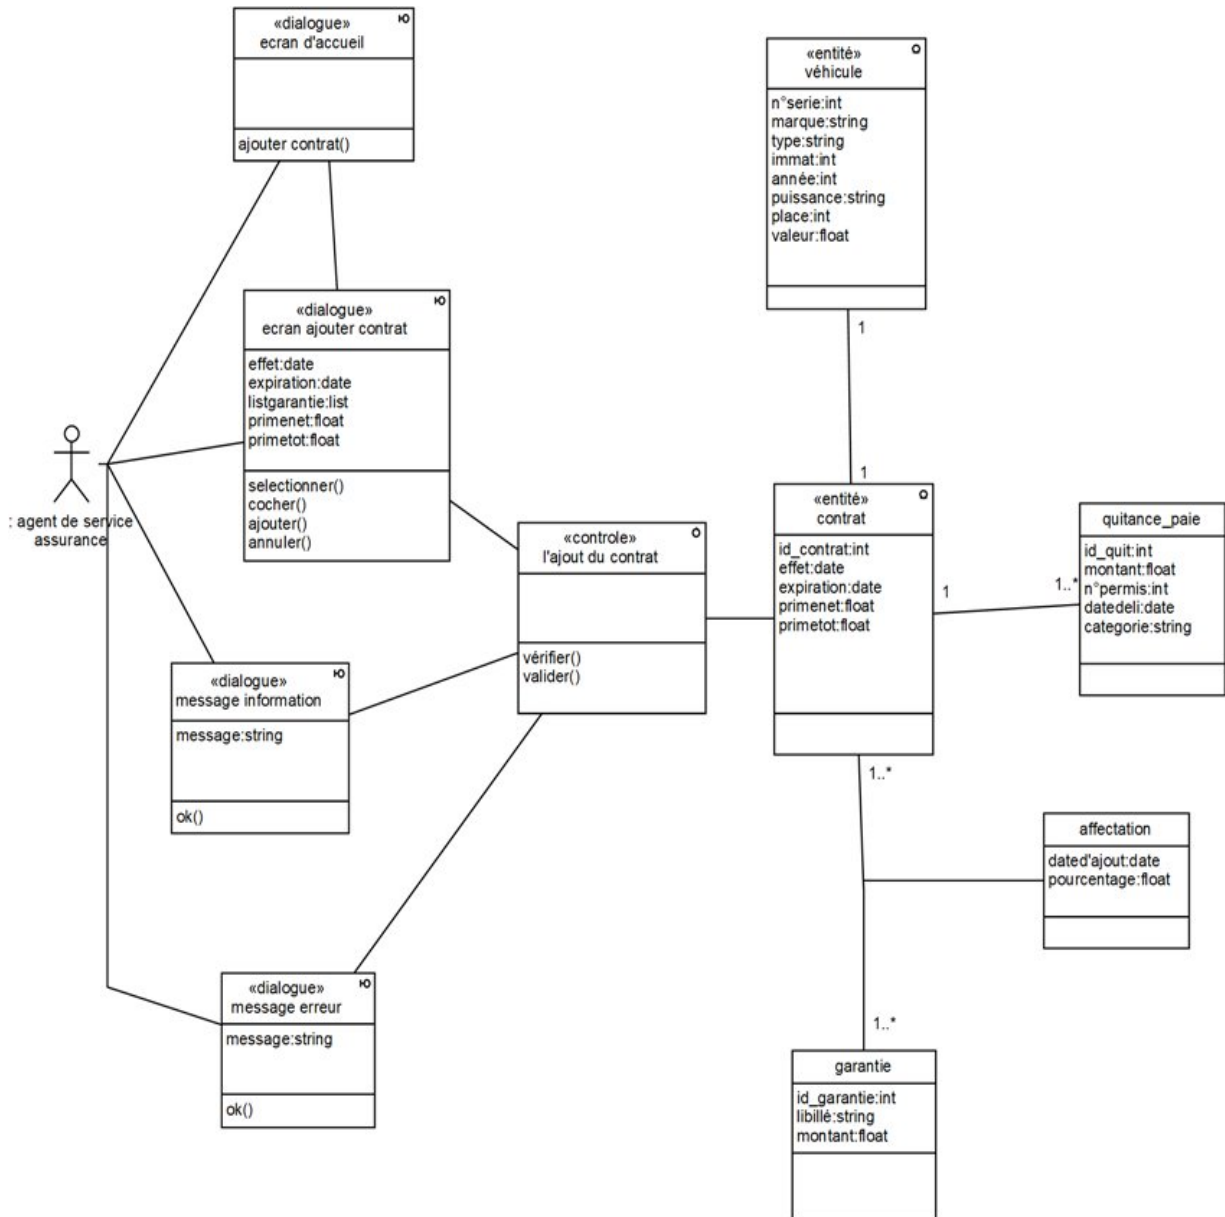 «dialogue»
ecran d'accueil
ajouter contrat()
«entité»
véhicule
n°serie:int
marque:string
type:string
immat:int
année:int
puissance:string
place:int
valeur:float
1
1
«dialogue»
ecran ajouter contrat
effet:date
expiration:date
listgarantie:list
primenet:float
primetot:float
selectionner()
cocher()
ajouter()
annuler()
: agent de service
assurance
«controle»
l'ajout du contrat
vérifier()
valider()
«entité»
contrat
id_contrat:int
effet:date
expiration:date
primenet:float
primetot:float
1
1..*
quitance_paie
id_quit:int
montant:float
n°permis:int
datedeli:date
categorie:string
«dialogue»
message information
message:string
ok()
1..*
affectation
dated'ajout:date
pourcentage:float
«dialogue»
message erreur
message:string
ok()
1..*
garantie
id_garantie:int
libillé:string
montant:float